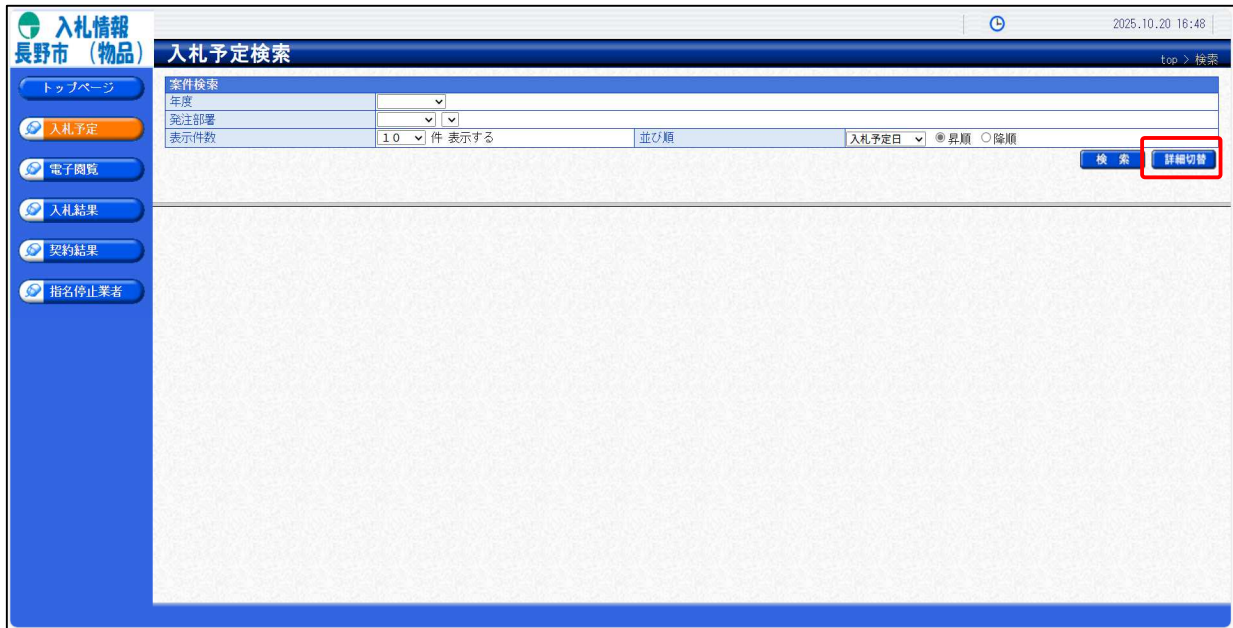 入札情報
長野市 （物品）
2025.10.20 16:48
入札予定検索
top > 検索
トップページ
入札予定
電子閲覧
入札結果
契約結果
指名停止業者
案件検索
年度
発注部署
表示件数 10 件 表示する 並び順 入札予定日 昇順 降順
検 索 詳細切替